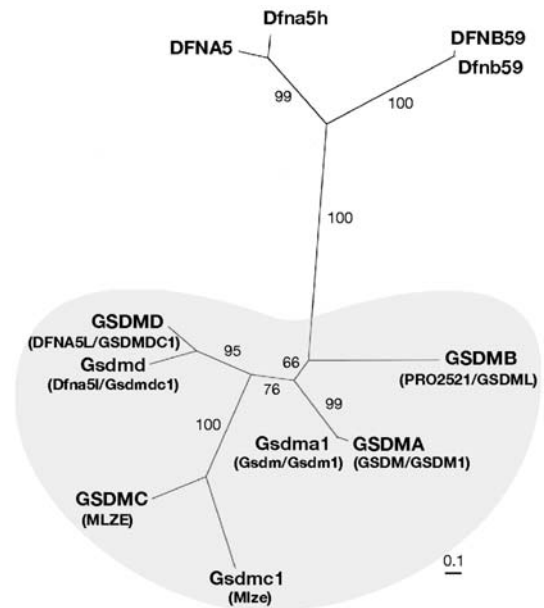 Dfna5h
DFNA5
DFNB59
Dfnb59
99
100
100
GSDMD
(DFNA5L/GSDMDC1)
Gsdmd
(Dfna5l/Gsdmdc1)
95
66
76
GSDMB
(PRO2521/GSDML)
99
100
Gsdma1
(Gsdm/Gsdm1)
GSDMA
(GSDM/GSDM1)
GSDMC
(MLZE)
Gsdmc1
(Mlze)
0.1